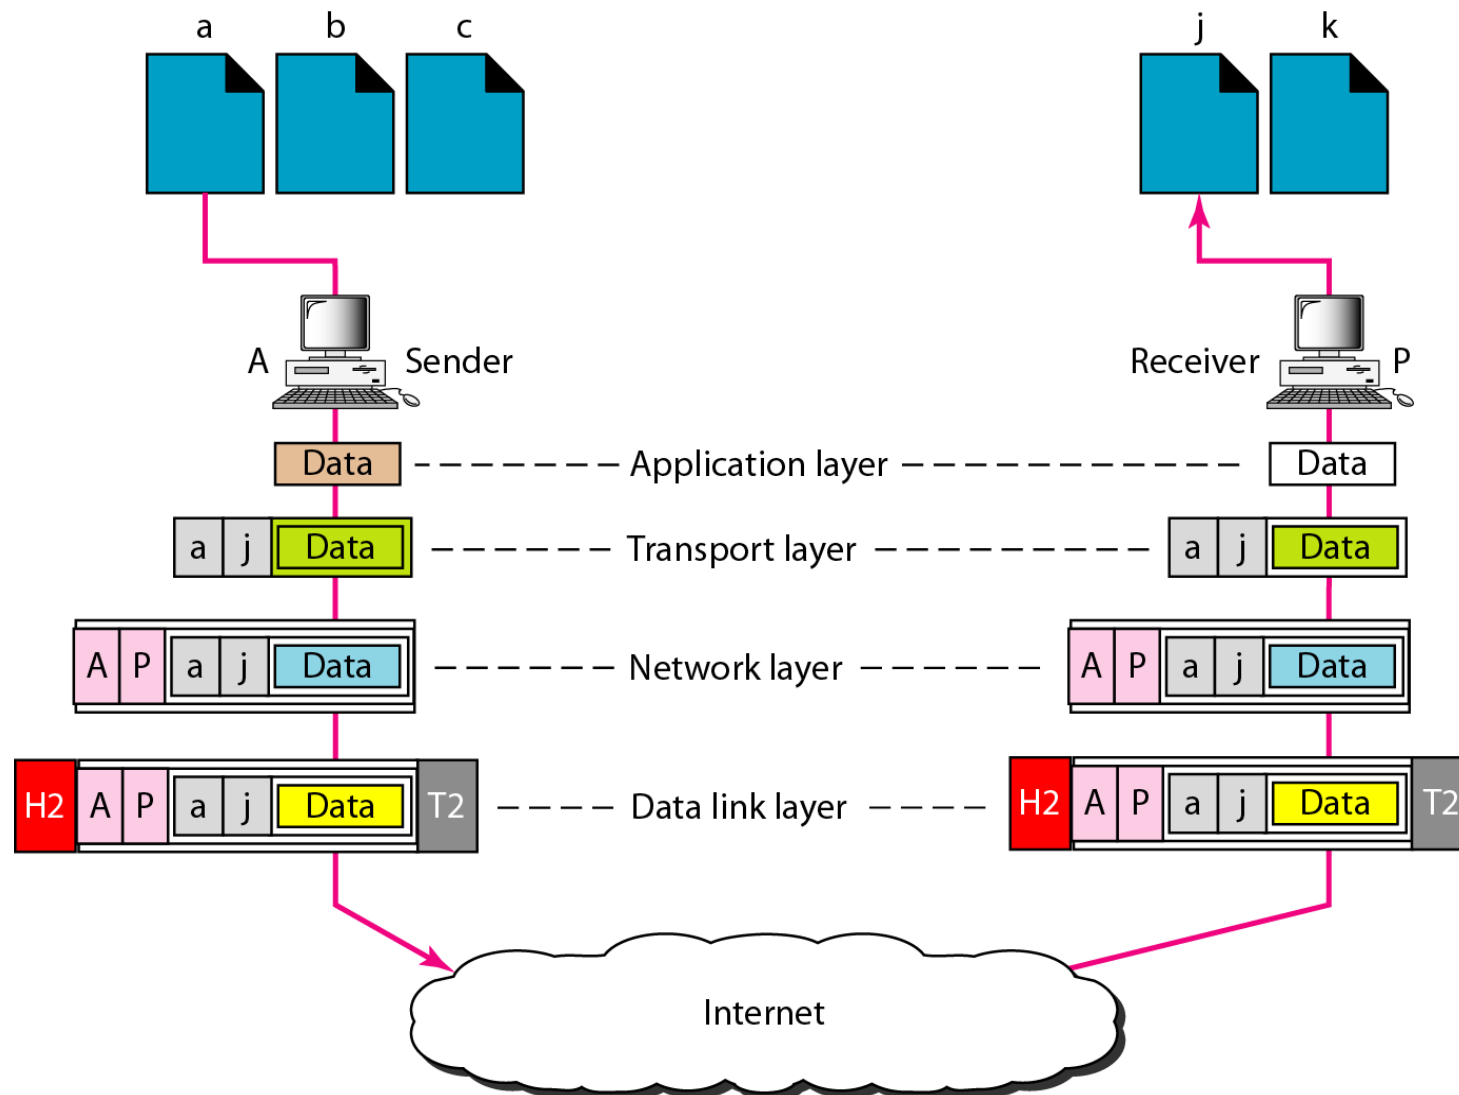 a b c j k
A Sender Receiver P
Data Application layer Data
a j Data Transport layer a j Data
A P a j Data Network layer A P a j Data
H2 A P a j Data T2 Data link layer H2 A P a j Data T2
Internet